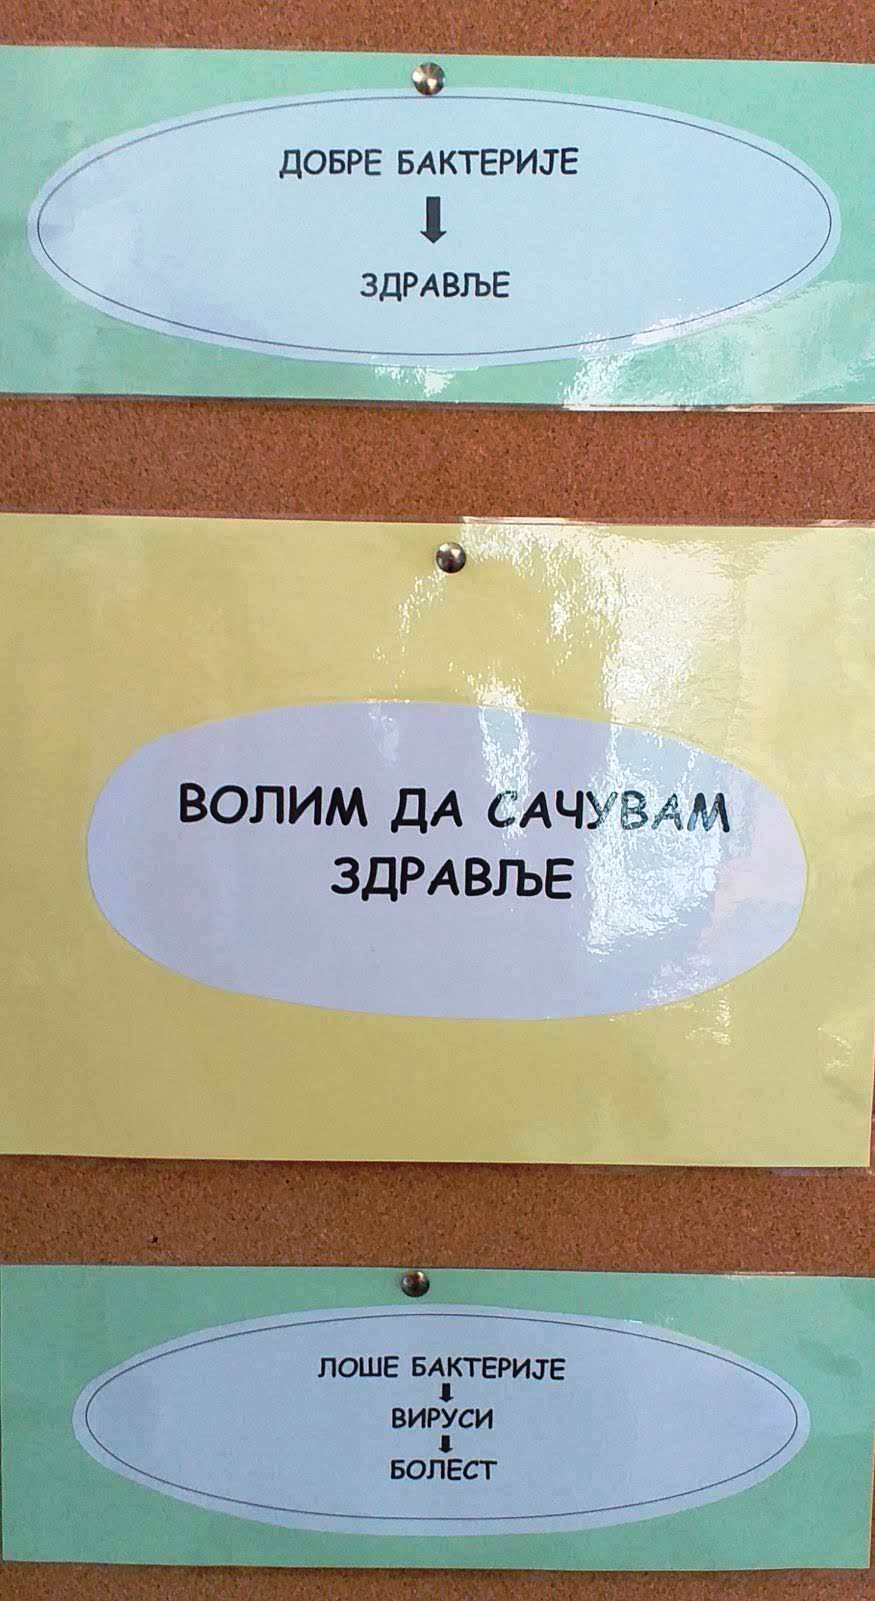 ДОБРЕ БАКТЕРИЈЕ
ЗДРАВЉЕ
ВОЛИМ ДА САЧУВАМ
ЗДРАВЉЕ
ЛОШЕ БАКТЕРИЈЕ
ВИРУСИ
БОЛЕСТ